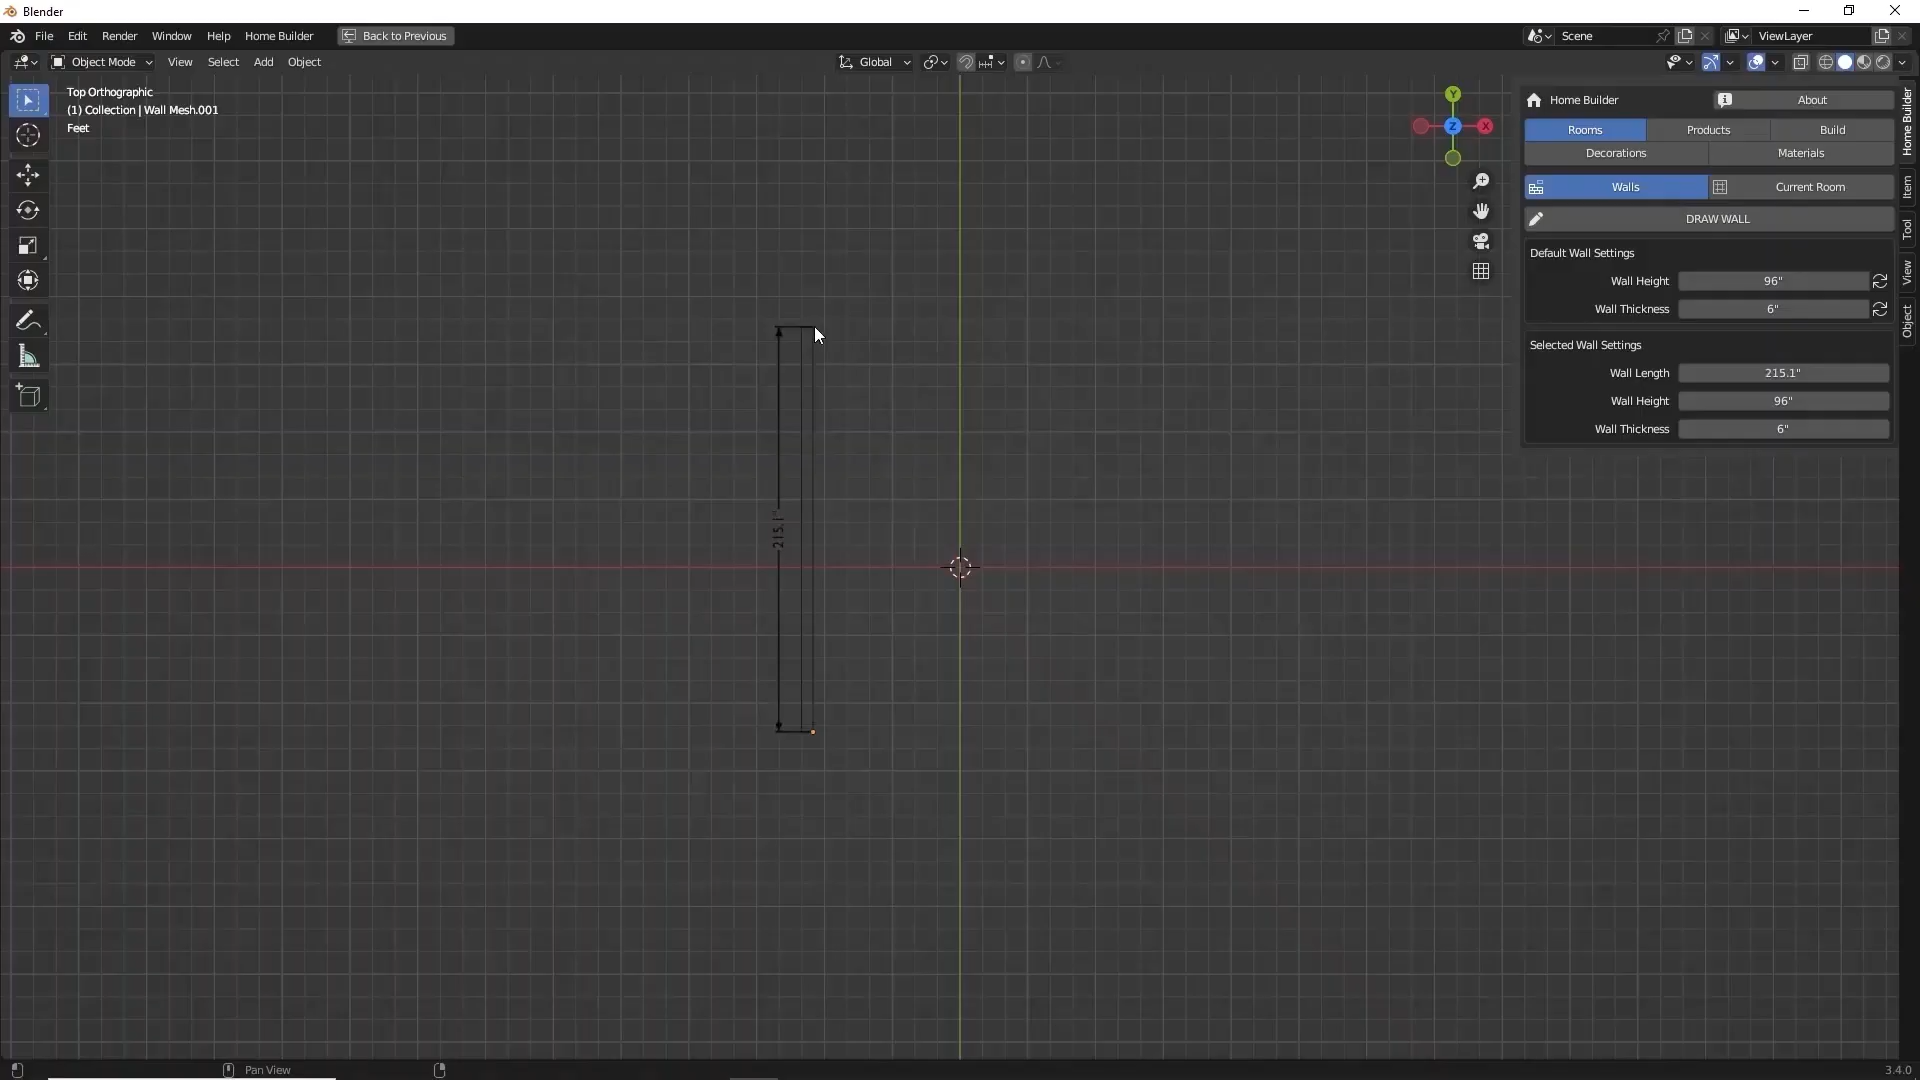 Blender
File Edit Render Window Help Home Builder Back to Previous Scene ViewLayer
Object Mode View Select Add Object Global
Top Orthographic
(1) Collection | Wall Mesh.001
Feet
Y
Z X
215.1"
Home Builder About
Rooms Products Build
Decorations Materials
Walls Current Room
DRAW WALL
Default Wall Settings
Wall Height 96"
Wall Thickness 6"
Selected Wall Settings
Wall Length 215.1"
Wall Height 96"
Wall Thickness 6"
Home Builder
Item
Tool
View
Object
Pan View 3.4.0